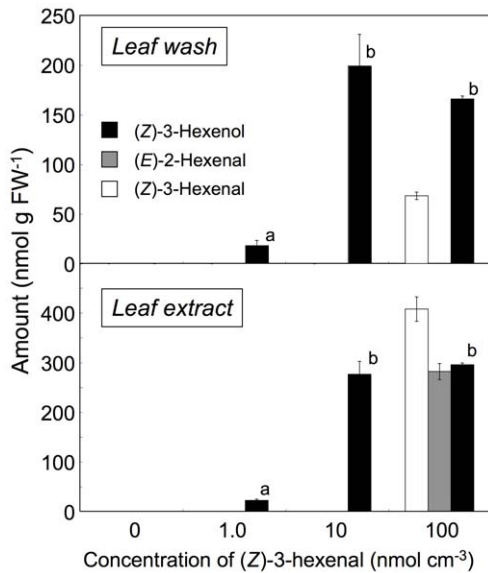 Leaf wash
250
200
150
100
50
0
b
b
a
(Z)-3-Hexenol
(E)-2-Hexenal
(Z)-3-Hexenal
Amount (nmol g FW⁻¹)
Leaf extract
400
300
200
100
0
b
b
a
0 1.0 10 100
Concentration of (Z)-3-hexenal (nmol cm⁻³)